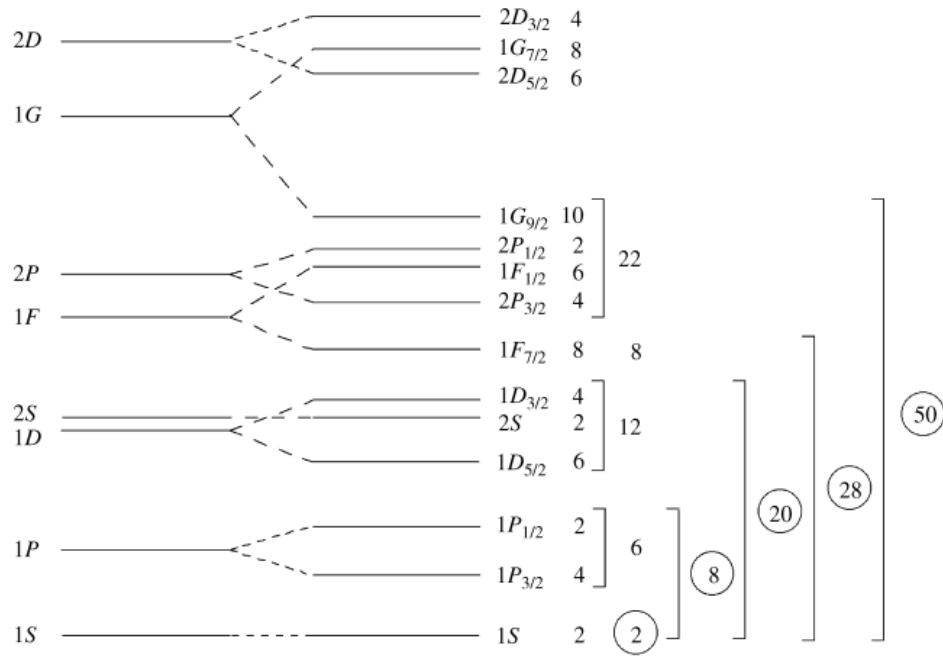 2D 2D3/2 4
1G7/2 8
2D5/2 6
1G
1G9/2 10
2P1/2 2
22
2P 1F1/2 6
2P3/2 4
1F
1F7/2 8 8
1D3/2 4
2S 2S 2 50
12
1D
1D5/2 6
28
20
1P1/2 2
6
1P
8
1P3/2 4
1S 1S 2 2